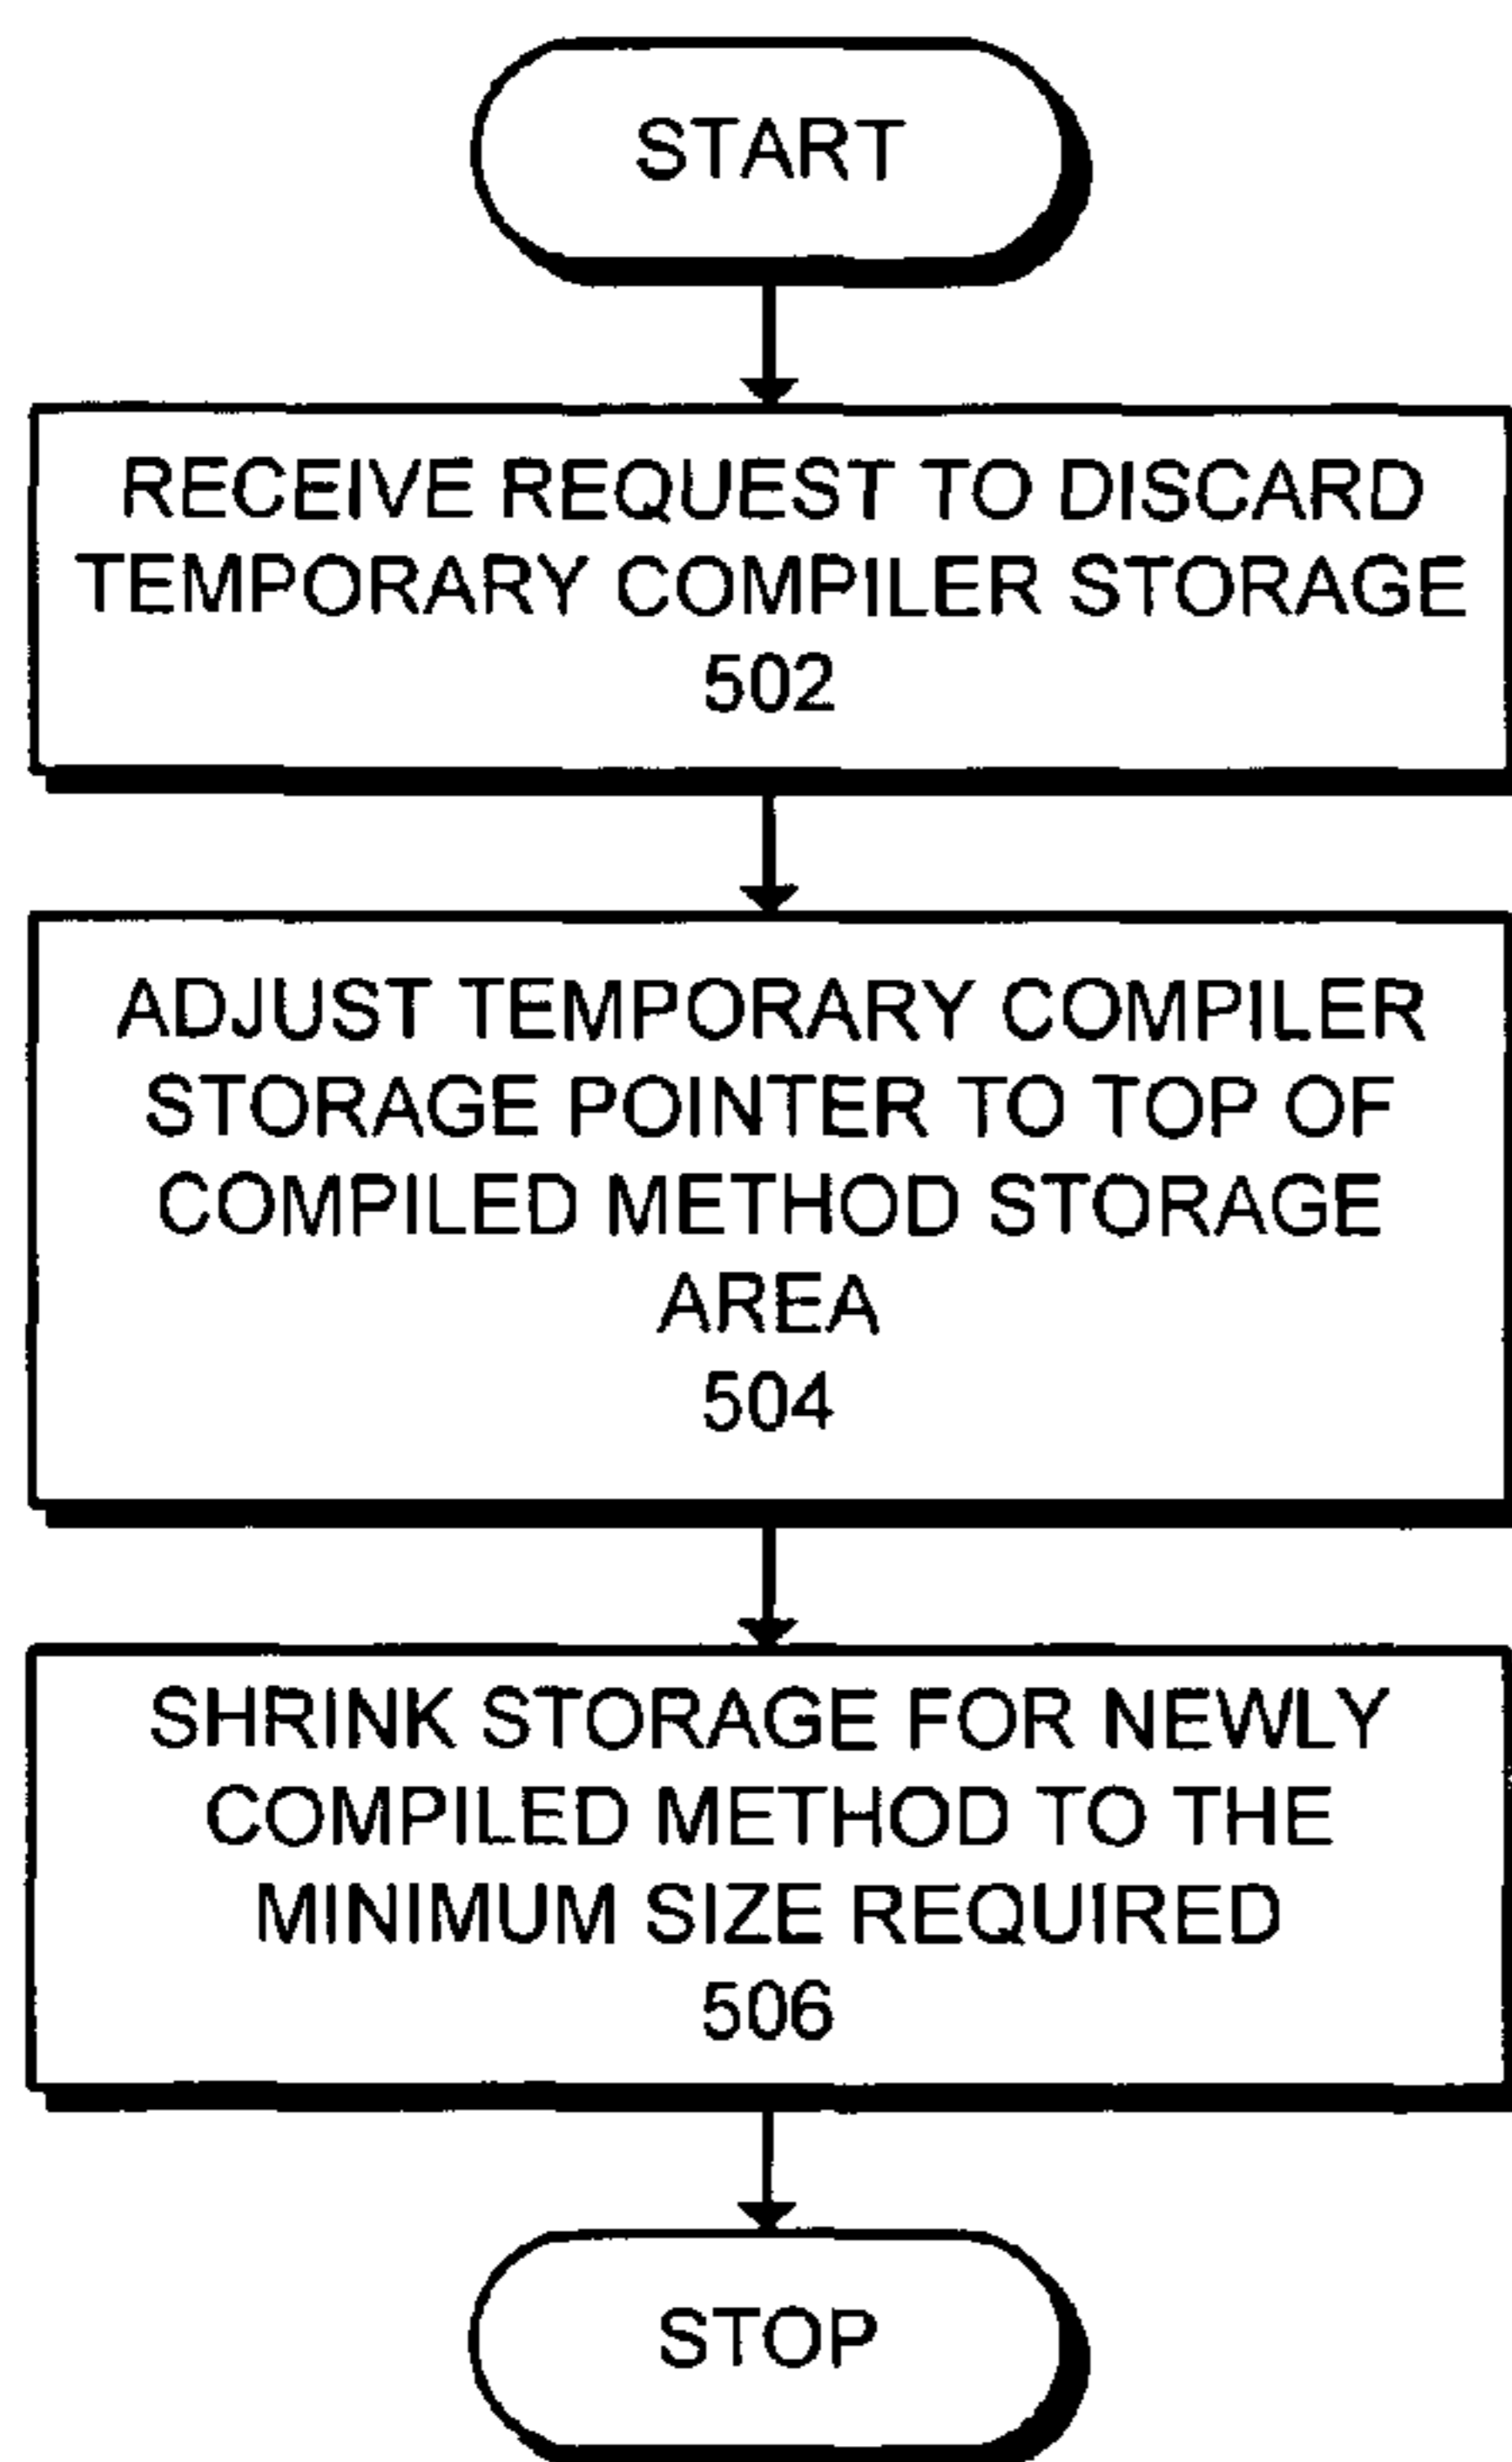 START
RECEIVE REQUEST TO DISCARD
TEMPORARY COMPILER STORAGE
502
ADJUST TEMPORARY COMPILER
STORAGE POINTER TO TOP OF
COMPILED METHOD STORAGE
AREA
504
SHRINK STORAGE FOR NEWLY
COMPILED METHOD TO THE
MINIMUM SIZE REQUIRED
506
STOP